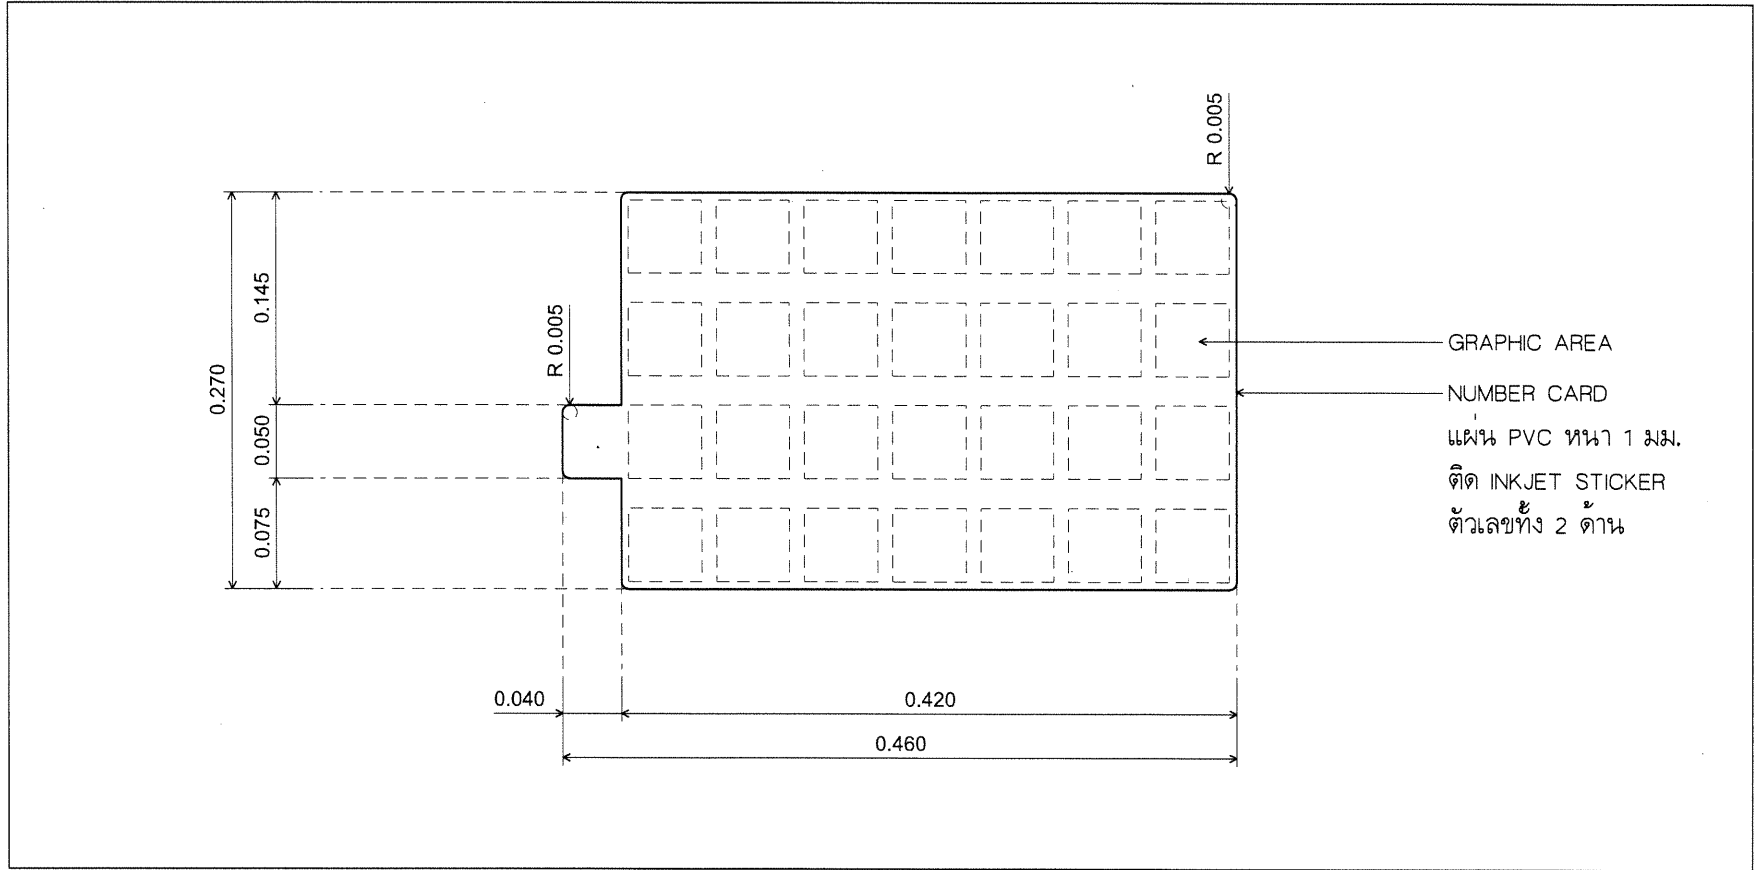 R 0.005
0.145
R 0.005
0.270
0.050
0.075
GRAPHIC AREA
NUMBER CARD
แผ่น PVC หนา 1 มม.
ติด INKJET STICKER
ตัวเลขทั้ง 2 ด้าน
0.040
0.420
0.460